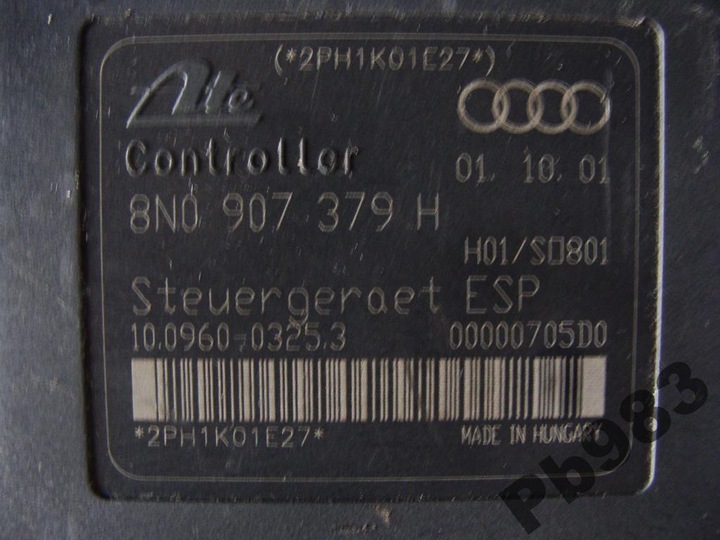 (*2PH1K01E27*)
Ate
Controller
01. 10. 01
8N0 907 379 H
H01/S0801
Steuergeraet ESP
10.0960-0325.3 00000705D0
*2PH1K01E27* MADE IN HUNGARY
Pb983